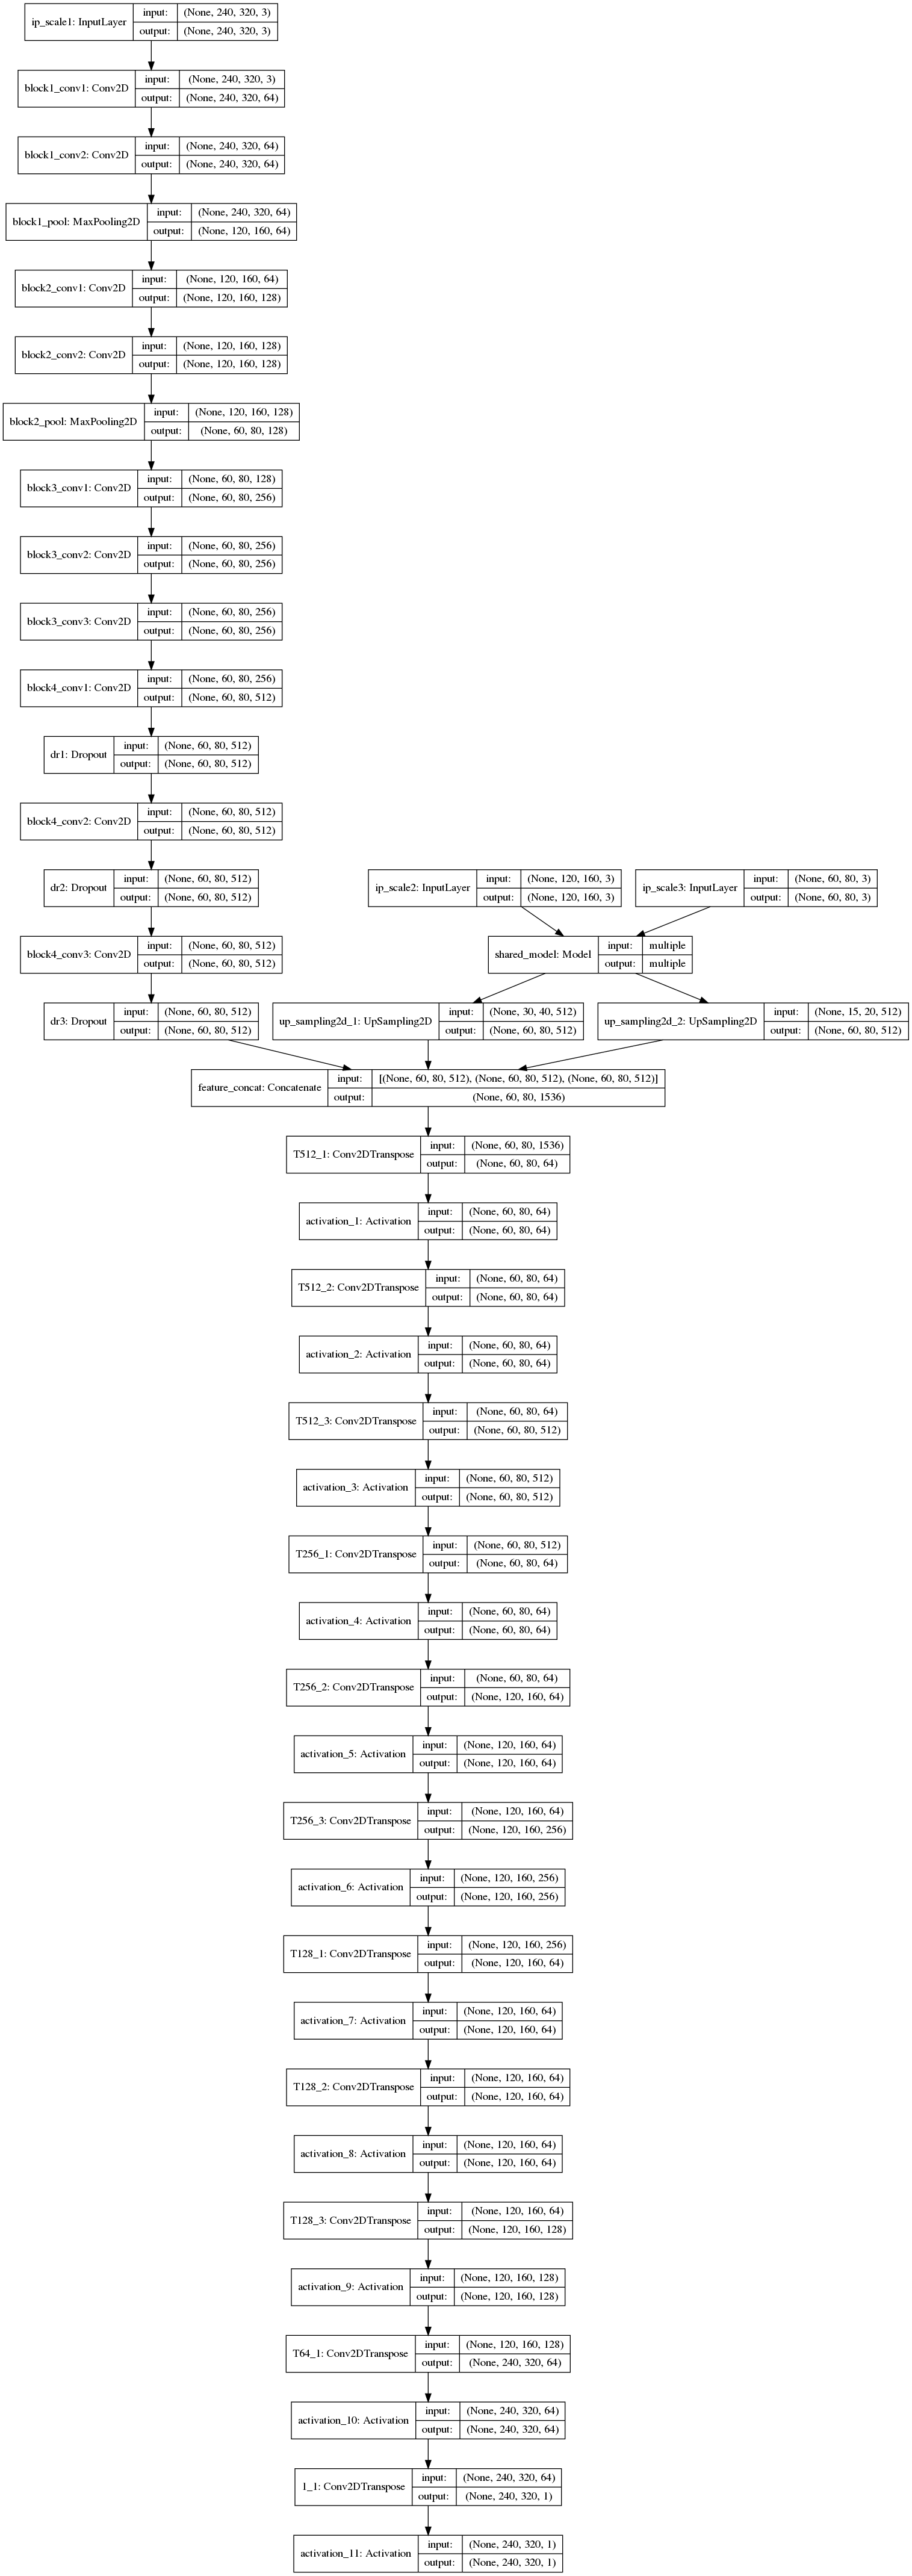 ip_scale1: InputLayer
input: (None, 240, 320, 3)
output: (None, 240, 320, 3)
block1_conv1: Conv2D
input: (None, 240, 320, 3)
output: (None, 240, 320, 64)
block1_conv2: Conv2D
input: (None, 240, 320, 64)
output: (None, 240, 320, 64)
block1_pool: MaxPooling2D
input: (None, 240, 320, 64)
output: (None, 120, 160, 64)
block2_conv1: Conv2D
input: (None, 120, 160, 64)
output: (None, 120, 160, 128)
block2_conv2: Conv2D
input: (None, 120, 160, 128)
output: (None, 120, 160, 128)
block2_pool: MaxPooling2D
input: (None, 120, 160, 128)
output: (None, 60, 80, 128)
block3_conv1: Conv2D
input: (None, 60, 80, 128)
output: (None, 60, 80, 256)
block3_conv2: Conv2D
input: (None, 60, 80, 256)
output: (None, 60, 80, 256)
block3_conv3: Conv2D
input: (None, 60, 80, 256)
output: (None, 60, 80, 256)
block4_conv1: Conv2D
input: (None, 60, 80, 256)
output: (None, 60, 80, 512)
dr1: Dropout
input: (None, 60, 80, 512)
output: (None, 60, 80, 512)
block4_conv2: Conv2D
input: (None, 60, 80, 512)
output: (None, 60, 80, 512)
dr2: Dropout
input: (None, 60, 80, 512)
output: (None, 60, 80, 512)
ip_scale2: InputLayer
input: (None, 120, 160, 3)
output: (None, 120, 160, 3)
ip_scale3: InputLayer
input: (None, 60, 80, 3)
output: (None, 60, 80, 3)
block4_conv3: Conv2D
input: (None, 60, 80, 512)
output: (None, 60, 80, 512)
shared_model: Model
input: multiple
output: multiple
dr3: Dropout
input: (None, 60, 80, 512)
output: (None, 60, 80, 512)
up_sampling2d_1: UpSampling2D
input: (None, 30, 40, 512)
output: (None, 60, 80, 512)
up_sampling2d_2: UpSampling2D
input: (None, 15, 20, 512)
output: (None, 60, 80, 512)
feature_concat: Concatenate
input: [(None, 60, 80, 512), (None, 60, 80, 512), (None, 60, 80, 512)]
output: (None, 60, 80, 1536)
T512_1: Conv2DTranspose
input: (None, 60, 80, 1536)
output: (None, 60, 80, 64)
activation_1: Activation
input: (None, 60, 80, 64)
output: (None, 60, 80, 64)
T512_2: Conv2DTranspose
input: (None, 60, 80, 64)
output: (None, 60, 80, 64)
activation_2: Activation
input: (None, 60, 80, 64)
output: (None, 60, 80, 64)
T512_3: Conv2DTranspose
input: (None, 60, 80, 64)
output: (None, 60, 80, 512)
activation_3: Activation
input: (None, 60, 80, 512)
output: (None, 60, 80, 512)
T256_1: Conv2DTranspose
input: (None, 60, 80, 512)
output: (None, 60, 80, 64)
activation_4: Activation
input: (None, 60, 80, 64)
output: (None, 60, 80, 64)
T256_2: Conv2DTranspose
input: (None, 60, 80, 64)
output: (None, 120, 160, 64)
activation_5: Activation
input: (None, 120, 160, 64)
output: (None, 120, 160, 64)
T256_3: Conv2DTranspose
input: (None, 120, 160, 64)
output: (None, 120, 160, 256)
activation_6: Activation
input: (None, 120, 160, 256)
output: (None, 120, 160, 256)
T128_1: Conv2DTranspose
input: (None, 120, 160, 256)
output: (None, 120, 160, 64)
activation_7: Activation
input: (None, 120, 160, 64)
output: (None, 120, 160, 64)
T128_2: Conv2DTranspose
input: (None, 120, 160, 64)
output: (None, 120, 160, 64)
activation_8: Activation
input: (None, 120, 160, 64)
output: (None, 120, 160, 64)
T128_3: Conv2DTranspose
input: (None, 120, 160, 64)
output: (None, 120, 160, 128)
activation_9: Activation
input: (None, 120, 160, 128)
output: (None, 120, 160, 128)
T64_1: Conv2DTranspose
input: (None, 120, 160, 128)
output: (None, 240, 320, 64)
activation_10: Activation
input: (None, 240, 320, 64)
output: (None, 240, 320, 64)
1_1: Conv2DTranspose
input: (None, 240, 320, 64)
output: (None, 240, 320, 1)
activation_11: Activation
input: (None, 240, 320, 1)
output: (None, 240, 320, 1)